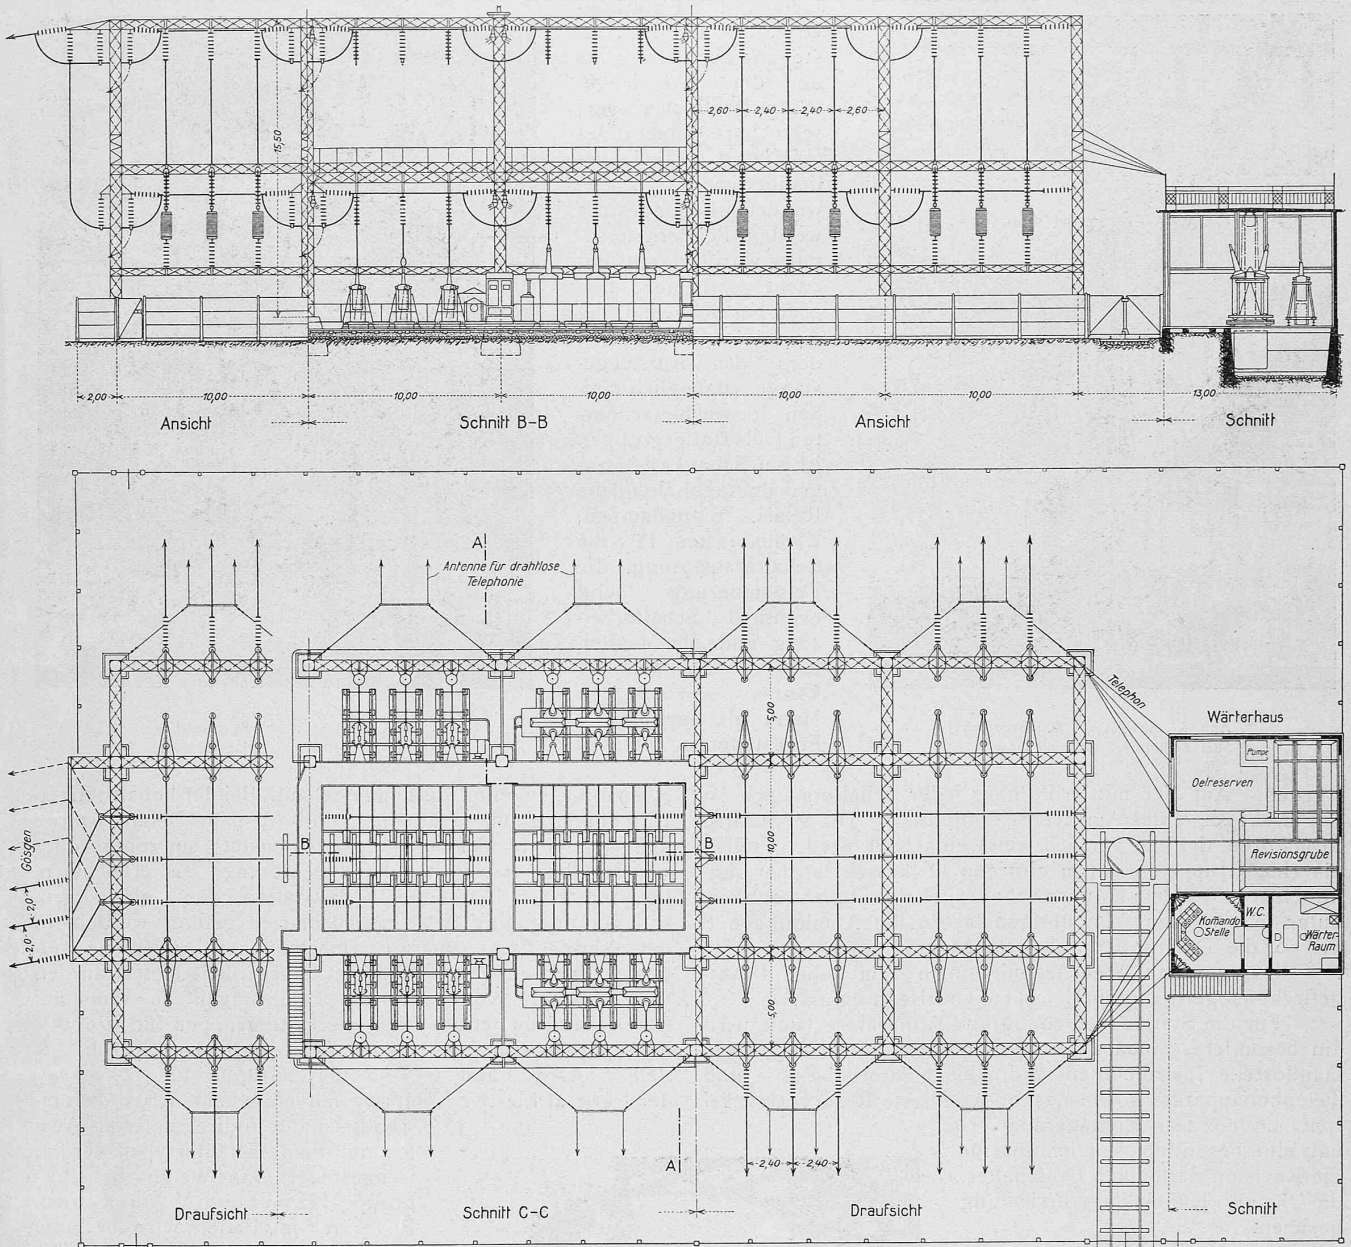 2,60 2,40 2,40 2,60
15,50
2,00 10,00 10,00 10,00 10,00 10,00 13,00
Ansicht Schnitt B-B Ansicht Schnitt
A
Antenne für drahtlose
Telephonie
Telephon
Wärterhaus
5,00
Pumpe
Oelreserven
Gösgen
B B
10,00
Revisionsgrube
2,0
2,0
Komando
Stelle
W.C.
Wärter-
Raum
5,00
A
2,40 2,40
Draufsicht Schnitt C-C Draufsicht Schnitt